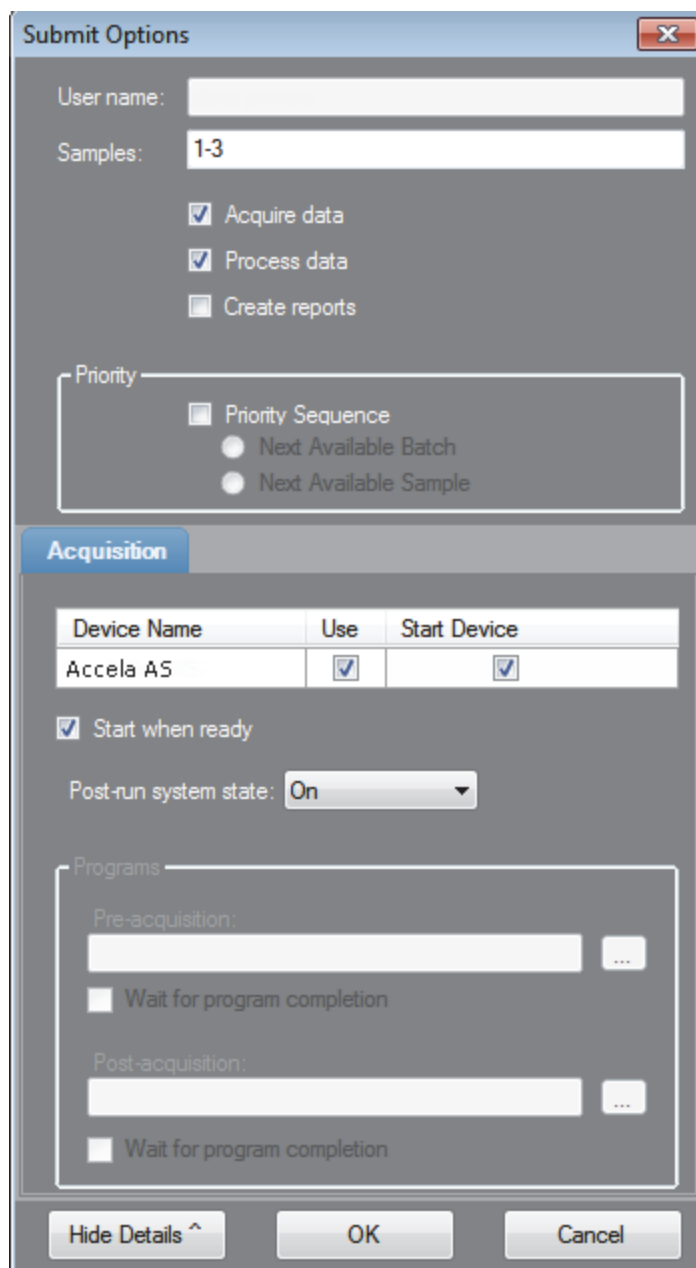 Submit Options
User name:
Samples: 1-3
Acquire data
Process data
Create reports
Priority
Priority Sequence
Next Available Batch
Next Available Sample
Acquisition
Device Name Use Start Device
Accela AS
Start when ready
Post-run system state: On
Programs
Pre-acquisition:
...
Wait for program completion
Post-acquisition:
...
Wait for program completion
Hide Details ^ OK Cancel